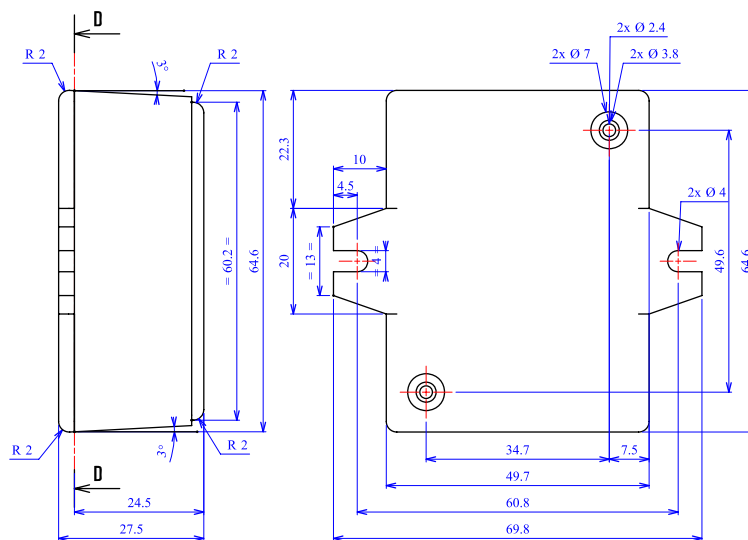 D
2x Ø 2.4
R 2
3°
R 2
2x Ø 7
2x Ø 3.8
22.3
10
4.5
2x Ø 4
= 60.2 =
64.6
20
= 13 =
= 4 =
49.6
64.6
R 2
3°
R 2
34.7
7.5
D
49.7
24.5
60.8
27.5
69.8